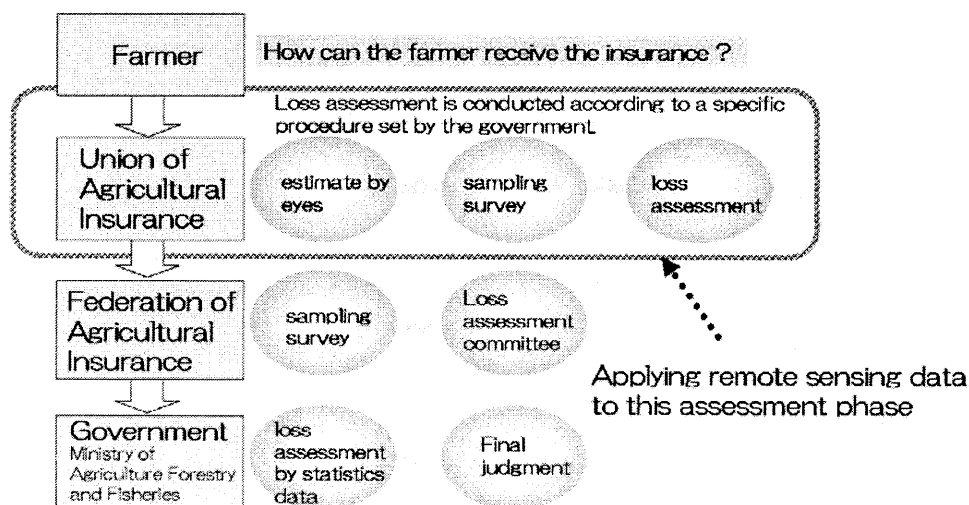 Farmer
How can the farmer receive the insurance ?
Loss assessment is conducted according to a specific
procedure set by the government.
Union of
Agricultural
Insurance
estimate by
eyes
sampling
survey
loss
assessment
Federation of
Agricultural
Insurance
sampling
survey
Loss
assessment
committee
Applying remote sensing data
to this assessment phase
Government
Ministry of
Agriculture Forestry
and Fisheries
loss
assessment
by statistics
data
Final
judgment